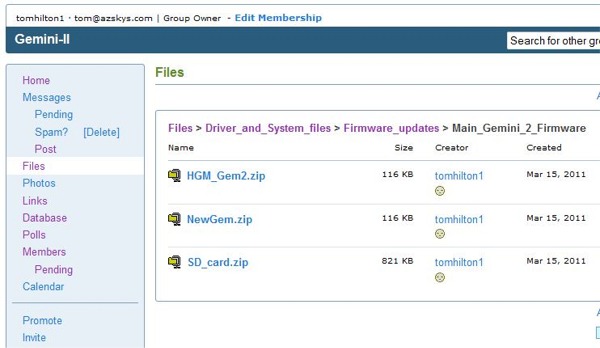 tomhilton1 · tom@azskys.com | Group Owner - Edit Membership
Gemini-II
Search for other gro
Home
Messages
Pending
Spam? [Delete]
Post
Files
Photos
Links
Database
Polls
Members
Pending
Calendar
Promote
Invite
Files
Files > Driver_and_System_files > Firmware_updates > Main_Gemini_2_Firmware
Name Size Creator Created
HGM_Gem2.zip 116 KB tomhilton1 Mar 15, 2011
NewGem.zip 116 KB tomhilton1 Mar 15, 2011
SD_card.zip 821 KB tomhilton1 Mar 15, 2011